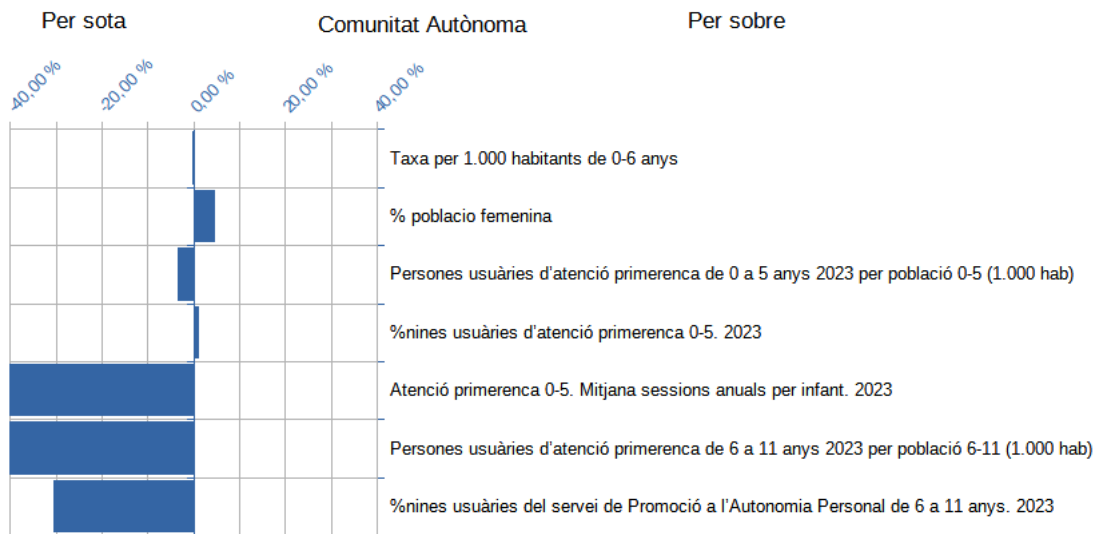 Per sota
Comunitat Autònoma
Per sobre
-40,00 %
-20,00 %
0,00 %
20,00 %
40,00 %
Taxa per 1.000 habitants de 0-6 anys
% poblacio femenina
Persones usuàries d’atenció primerenca de 0 a 5 anys 2023 per població 0-5 (1.000 hab)
%nines usuàries d’atenció primerenca 0-5. 2023
Atenció primerenca 0-5. Mitjana sessions anuals per infant. 2023
Persones usuàries d’atenció primerenca de 6 a 11 anys 2023 per població 6-11 (1.000 hab)
%nines usuàries del servei de Promoció a l’Autonomia Personal de 6 a 11 anys. 2023